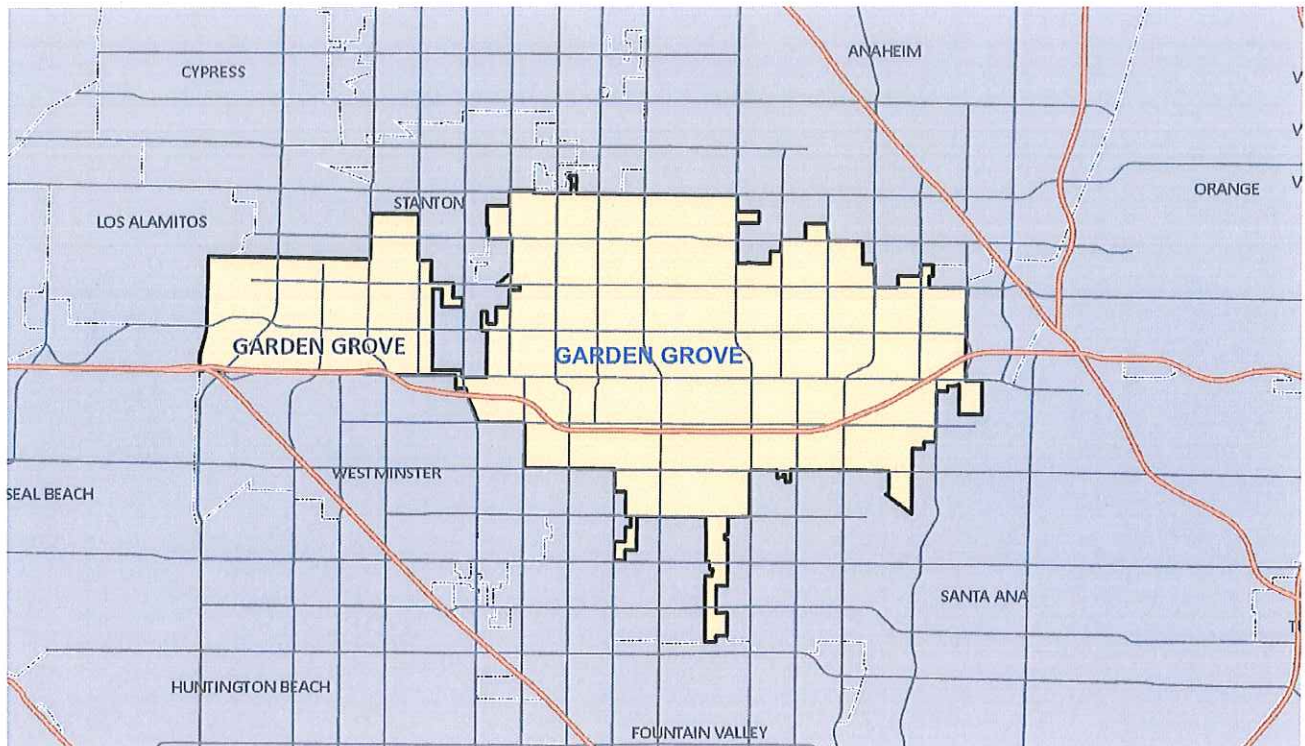 ANAHEIM
CYPRESS
V
V
V
ORANGE
STANTON
LOS ALAMITOS
GARDEN GROVE
GARDEN GROVE
WESTMINSTER
SEAL BEACH
SANTA ANA
HUNTINGTON BEACH
FOUNTAIN VALLEY